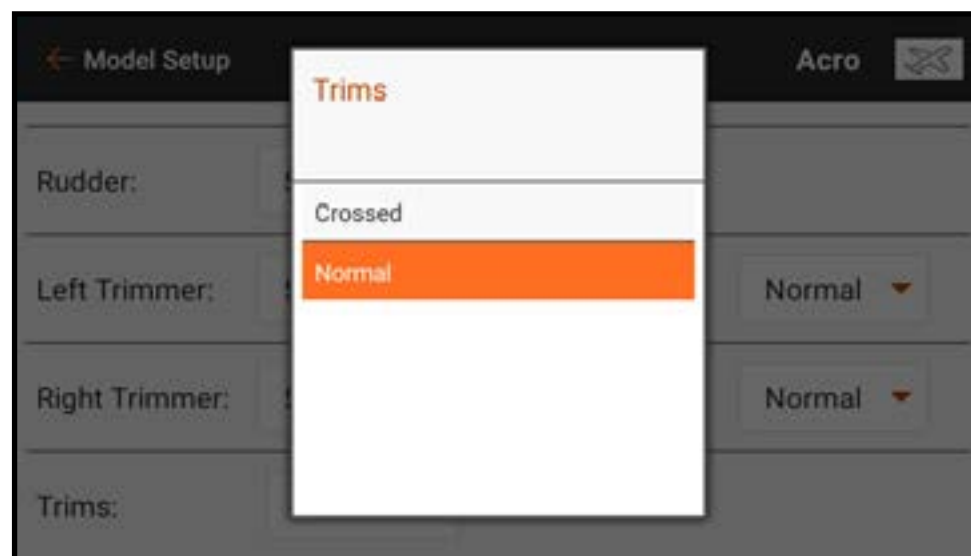 Model Setup
Acro
Trims
Rudder:
Crossed
Normal
Left Trimmer:
Normal
Right Trimmer:
Normal
Trims: